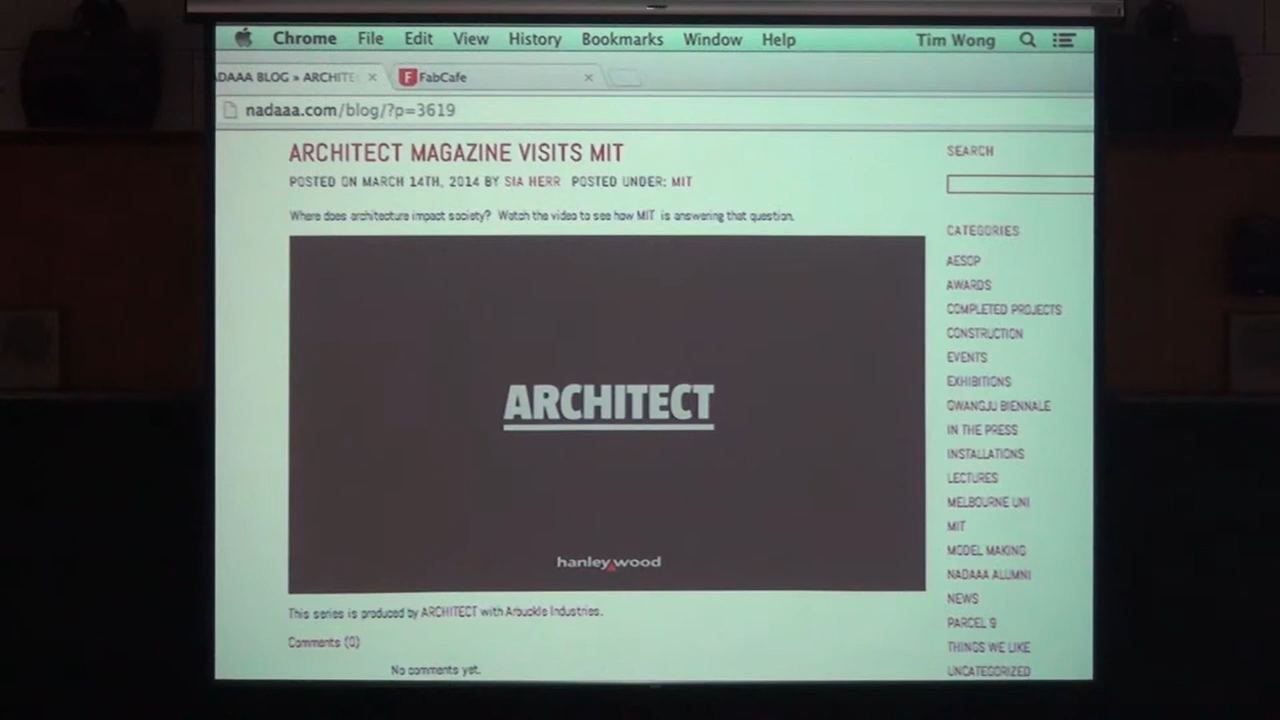 Chrome File Edit View History Bookmarks Window Help Tim Wong
ADAAA BLOG » ARCHITE
FabCafe
nadaaa.com/blog/?p=3619
ARCHITECT MAGAZINE VISITS MIT
POSTED ON MARCH 14TH, 2014 BY SIA HERR POSTED UNDER: MIT
Where does architecture impact society? Watch the video to see how MIT is answering that question.
ARCHITECT
hanley wood
This series is produced by ARCHITECT with Arbuckle Industries.
Comments (0)
No comments yet.
SEARCH
CATEGORIES
AESOP
AWARDS
COMPLETED PROJECTS
CONSTRUCTION
EVENTS
EXHIBITIONS
GWANGJU BIENNALE
IN THE PRESS
INSTALLATIONS
LECTURES
MELBOURNE UNI
MIT
MODEL MAKING
NADAAA ALUMNI
NEWS
PARCEL 9
THINGS WE LIKE
UNCATEGORIZED